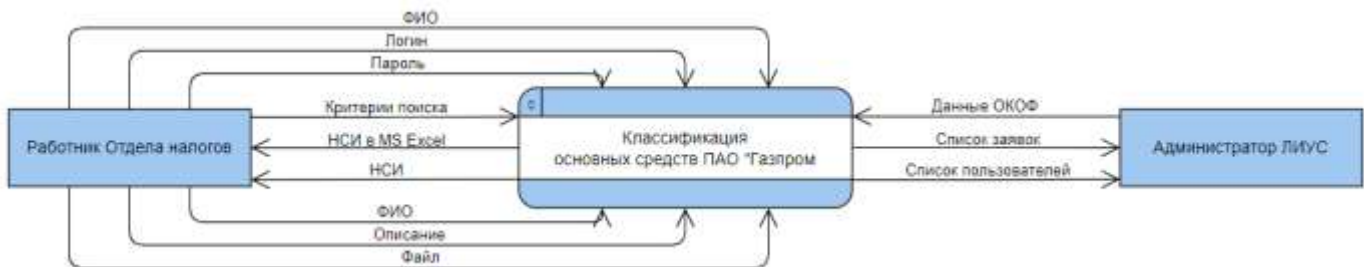 ФИО
Логин
Пароль
Критерии поиска
НСИ в MS Excel
НСИ
Работник Отдела налогов
0
Классификация
основных средств ПАО "Газпром
Данные ОКОФ
Список заявок
Список пользователей
Администратор ЛИУС
ФИО
Описание
Файл